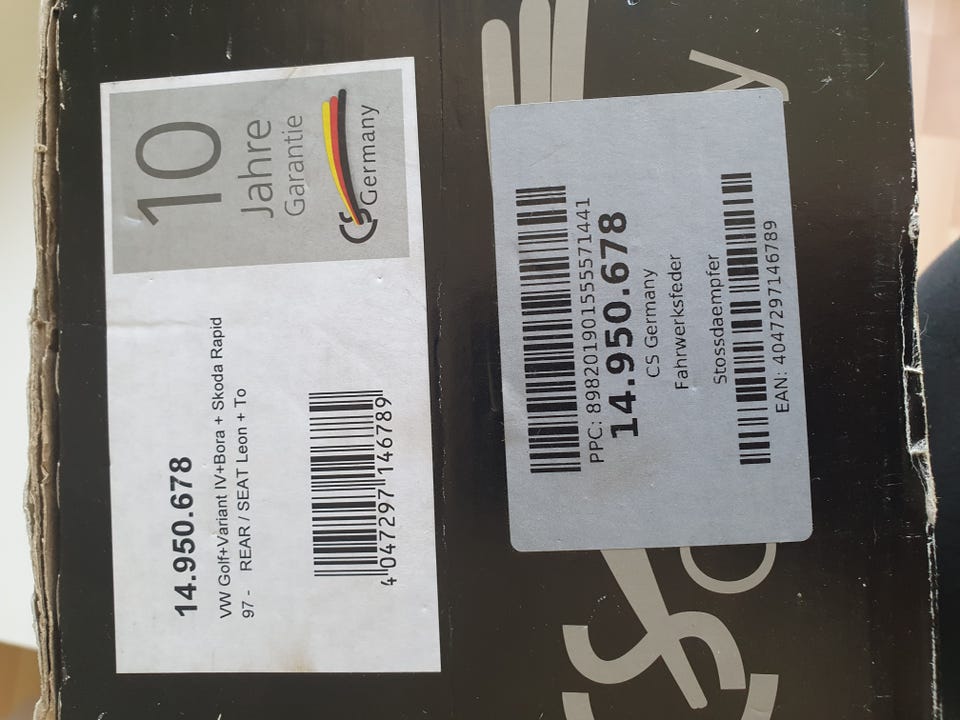 10
Jahre
Garantie
CS Germany
14.950.678
VW Golf+Variant IV+Bora + Skoda Rapid
97 - REAR / SEAT Leon + To
4 047297 146789
PPC: 8982019015555571441
14.950.678
CS Germany
Fahrwerksfeder
Stossdaempfer
EAN: 4047297146789